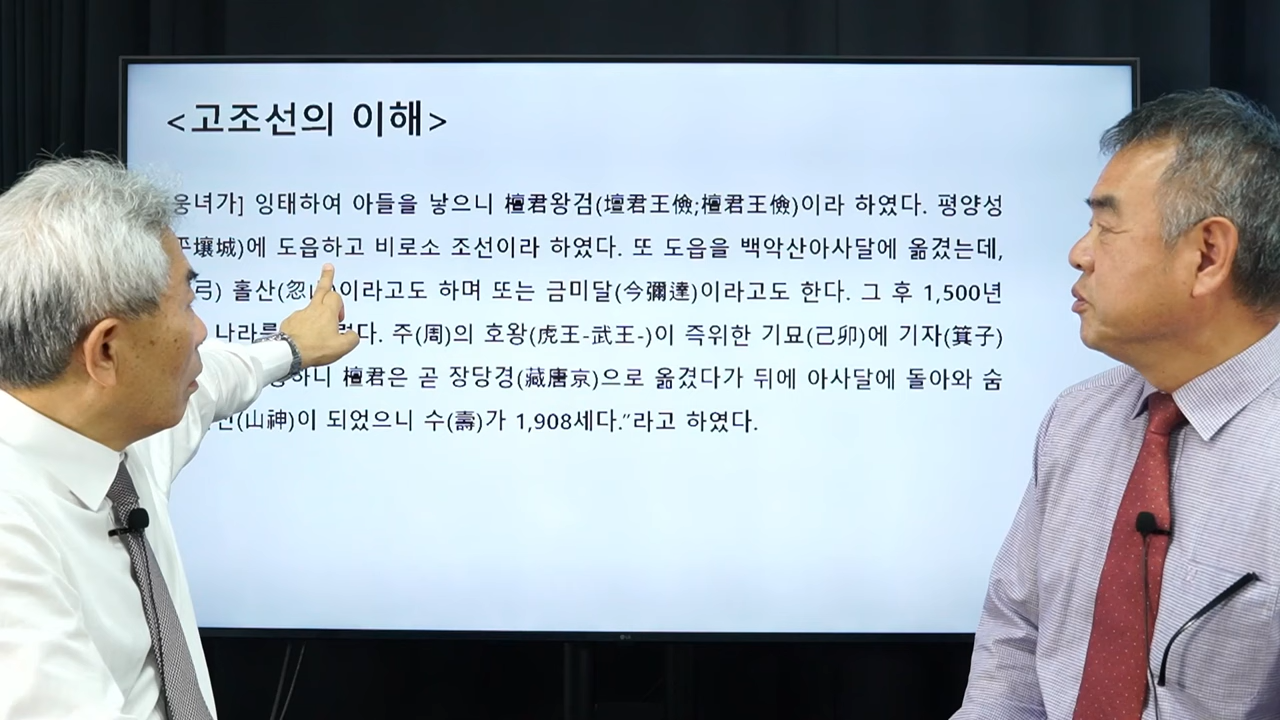 <고조선의 이해>
웅녀가] 잉태하여 아들을 낳으니 檀君왕검(壇君王儉;檀君王儉)이라 하였다. 평양성
壤城)에 도읍하고 비로소 조선이라 하였다. 또 도읍을 백악산아사달에 옮겼는데,
弓) 홀산(忽 이라고도 하며 또는 금미달(今彌達)이라고도 한다. 그 후 1,500년
나라를 다. 주(周)의 호왕(虎王-武王-)이 즉위한 기묘(己卯)에 기자(箕子)
하니 檀君은 곧 장당경(藏唐京)으로 옮겼다가 뒤에 아사달에 돌아와 숨
(山神)이 되었으니 수(壽)가 1,908세다.”라고 하였다.
LG